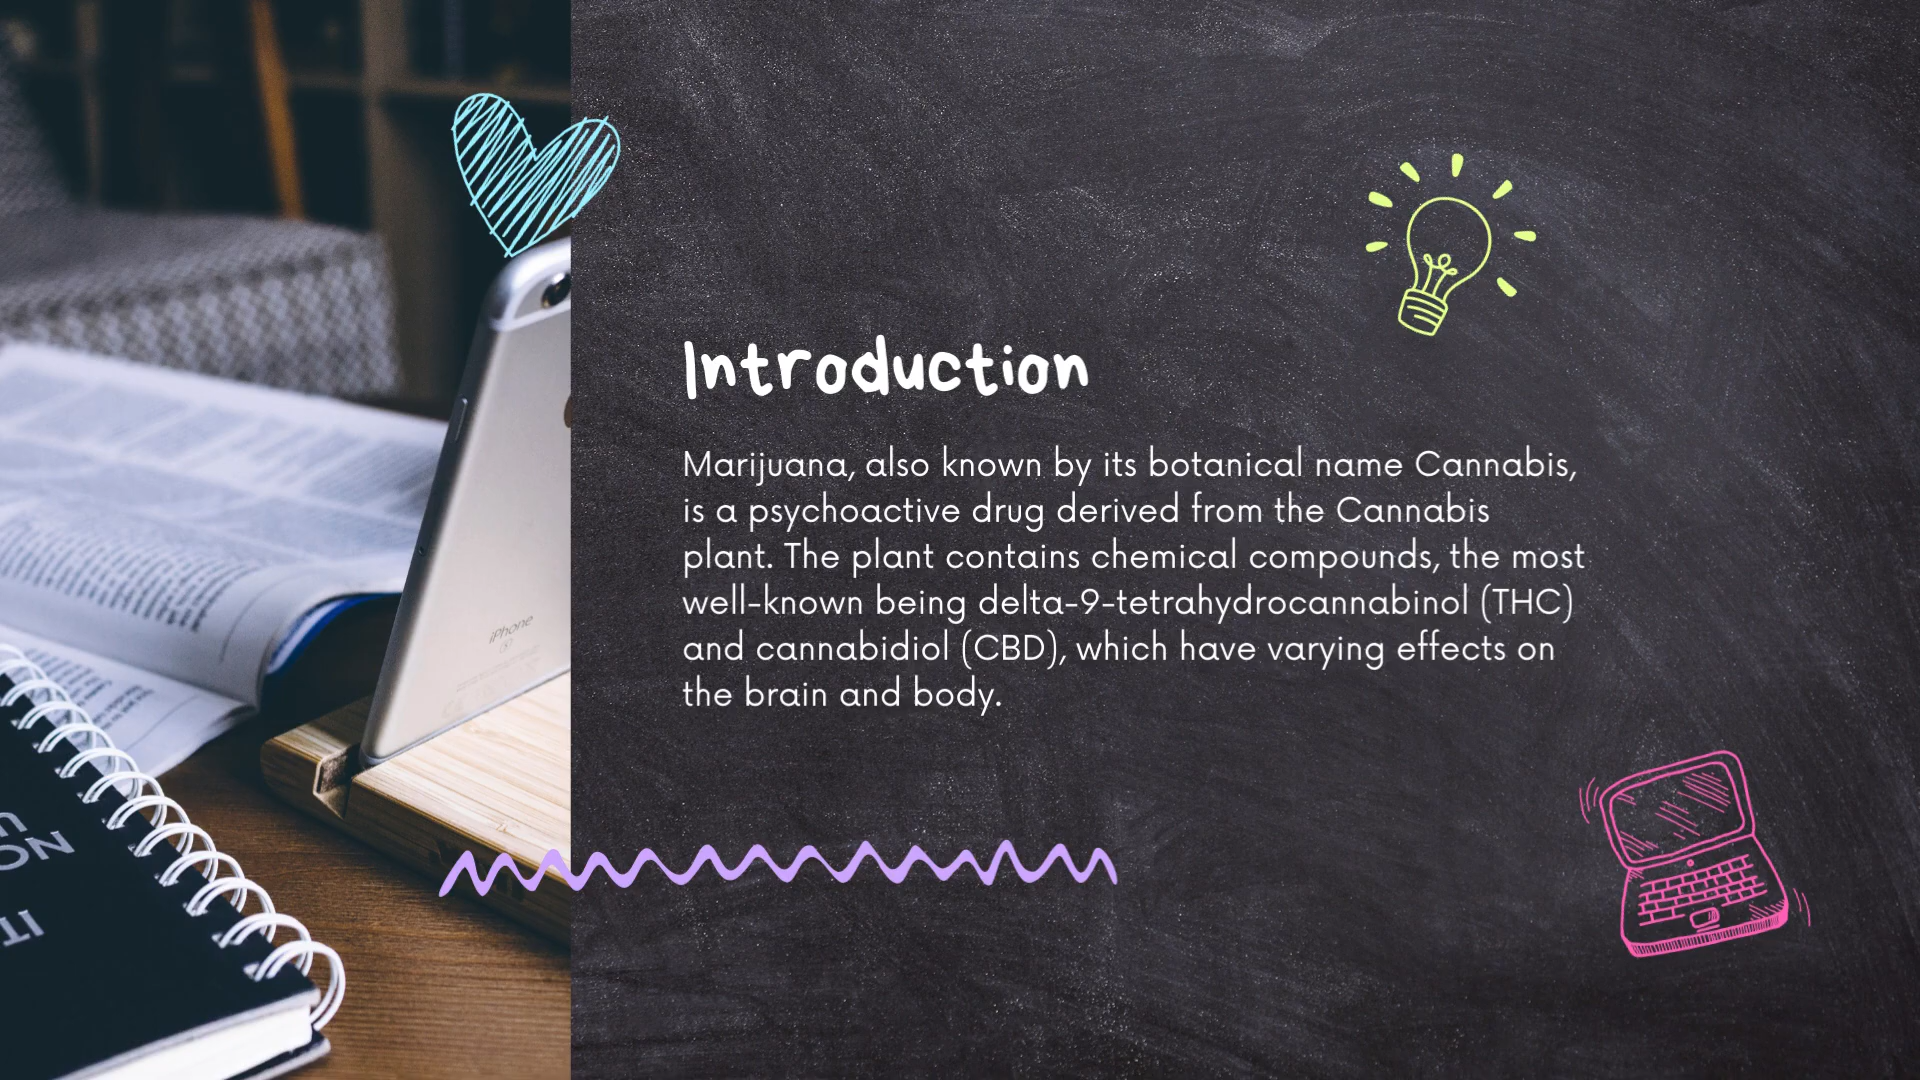 Introduction
Marijuana, also known by its botanical name Cannabis,
is a psychoactive drug derived from the Cannabis
plant. The plant contains chemical compounds, the most
well-known being delta-9-tetrahydrocannabinol (THC)
and cannabidiol (CBD), which have varying effects on
the brain and body.
iPhone